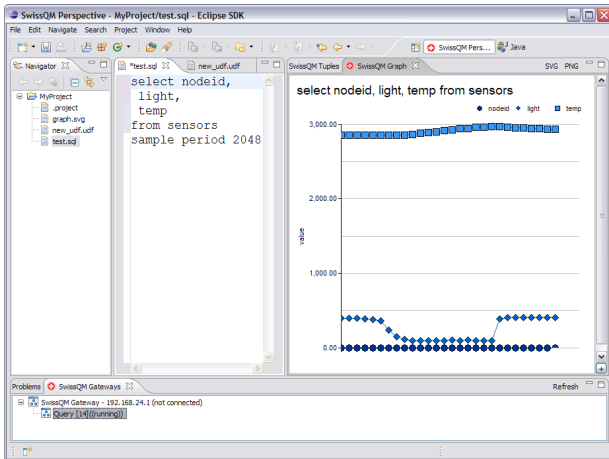 SwissQM Perspective - MyProject/test.sql - Eclipse SDK
File Edit Navigate Search Project Window Help
SwissQM Pers... Java
Navigator
*test.sql new_udf.udf
SwissQM Tuples SwissQM Graph SVG PNG
MyProject
.project
graph.svg
new_udf.udf
test.sql
select nodeid,
light,
temp
from sensors
sample period 2048
select nodeid, light, temp from sensors
nodeid light temp
3,000.00
2,000.00
value
1,000.00
0.00
Problems SwissQM Gateways Refresh
SwissQM Gateway - 192.168.24.1 (not connected)
Query [14]((running))